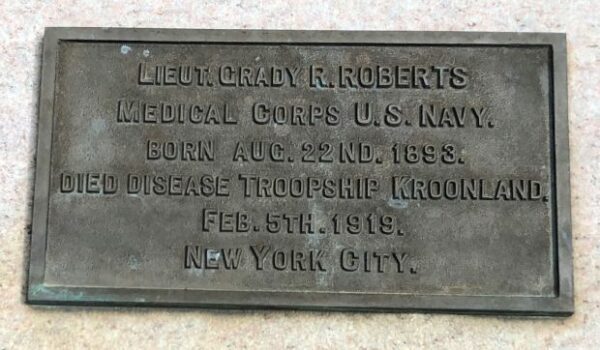 LIEUT. GRADY R. ROBERTS
MEDICAL CORPS U.S. NAVY.
BORN AUG. 22ND. 1893.
DIED DISEASE TROOPSHIP KROONLAND.
FEB. 5TH. 1919.
NEW YORK CITY.